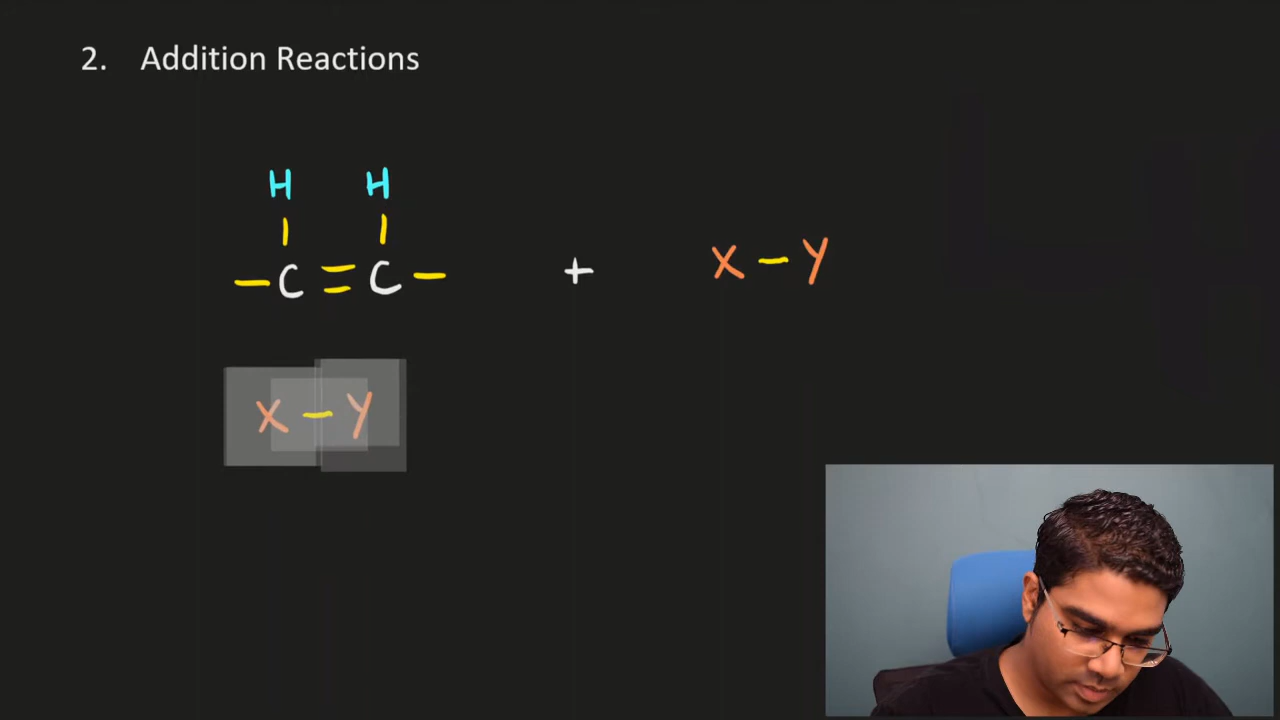 2. Addition Reactions
H H
– C = C – + X – Y
X – Y